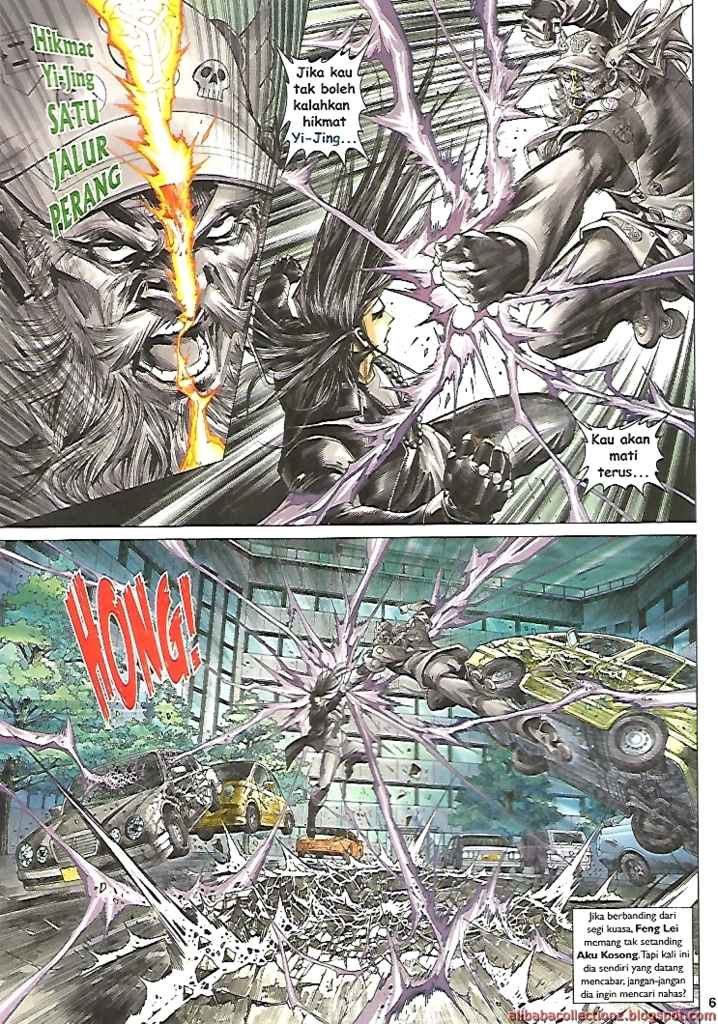 Hikmat
Yi-Jing
SATU
JALUR
PERANG
Jika kau
tak boleh
kalahkan
hikmat
Yi-Jing...
Kau akan
mati
terus...
HONG!
Jika berbanding dari
segi kuasa, Feng Lei
memang tak setanding
Aku Kosong. Tapi kali ini
dia sendiri yang datang
mencabar, jangan-jangan
dia ingin mencari nahas?
6
alibabacollectionz.blogspot.com